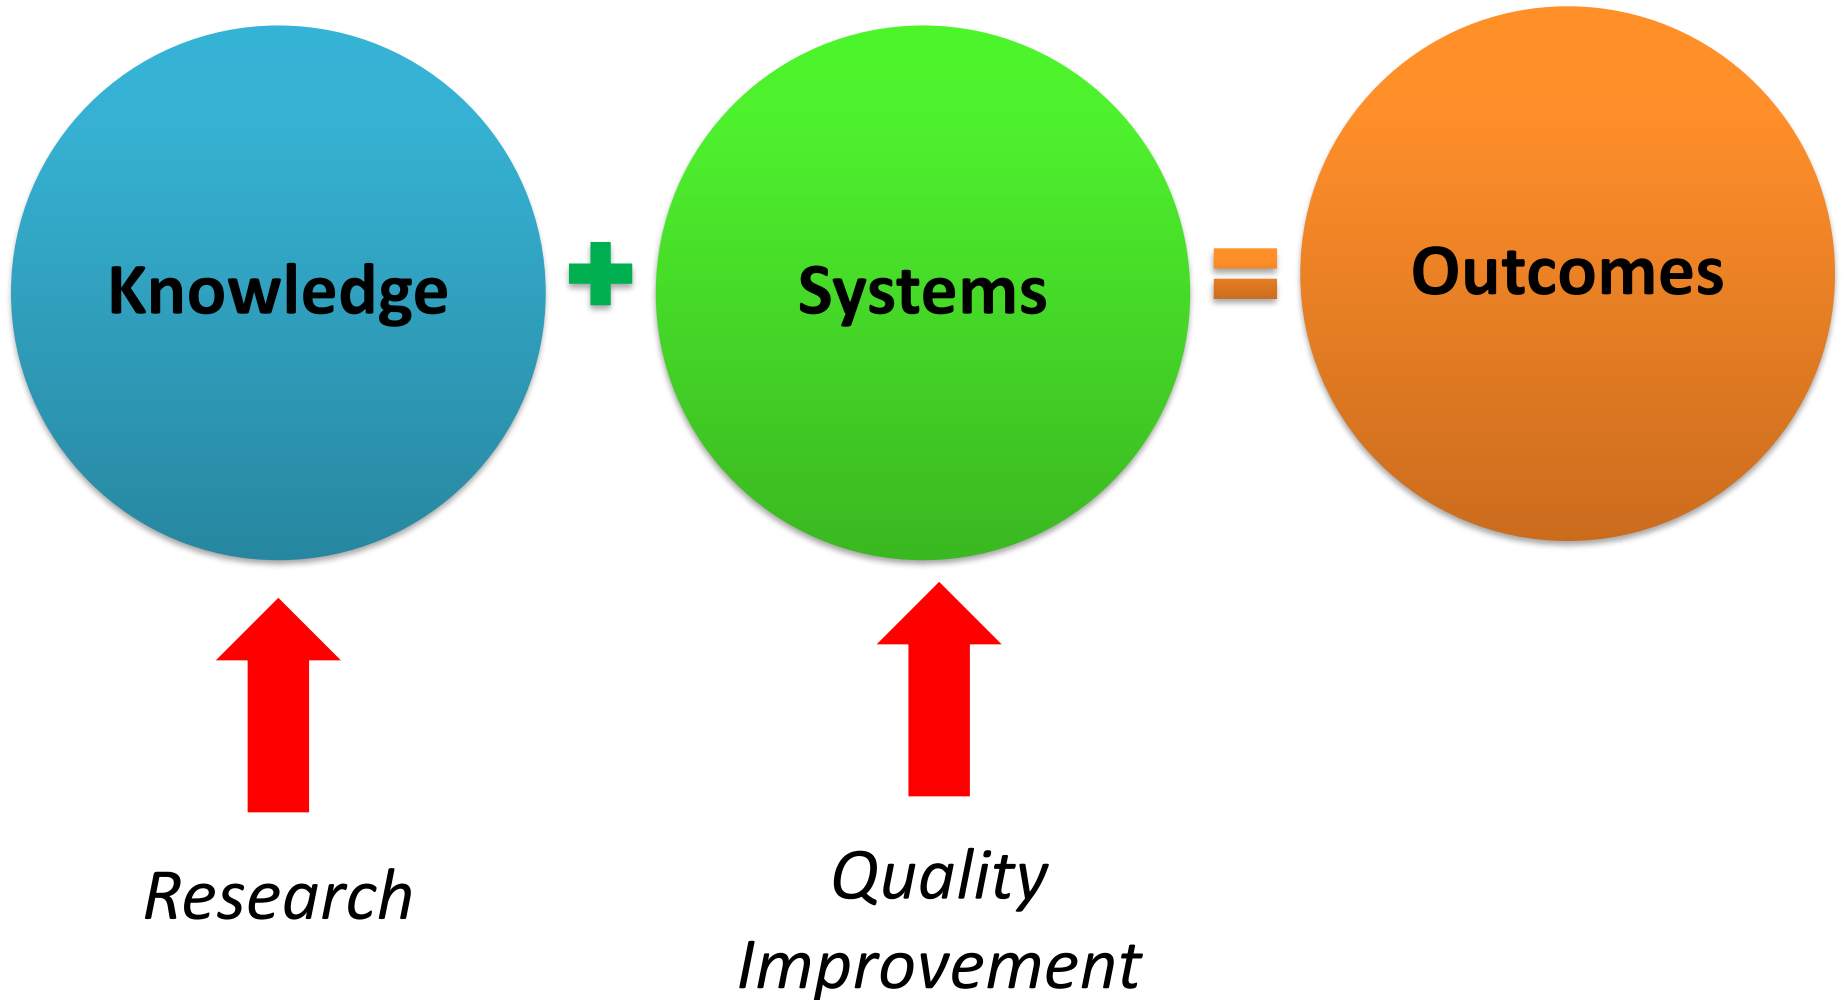 Knowledge
+
Systems
=
Outcomes
Research
Quality
Improvement